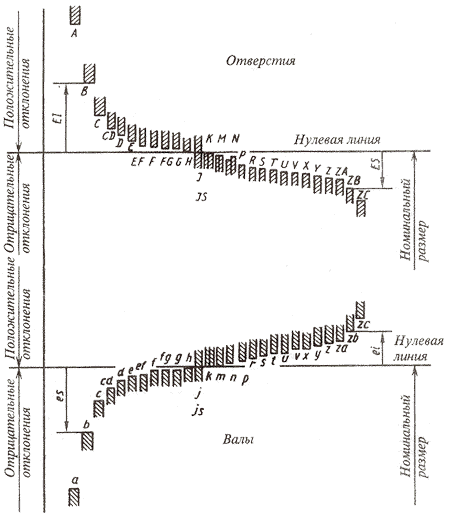 Положительные
отклонения
A
Отверстия
B
EI
C
CD
D
E
K M N
Нулевая линия
EF F FG G H
P
R S T U V X Y Z ZA
ES
ZB
ZC
J
JS
Отрицательные
отклонения
Номинальный
размер
Положительные
отклонения
zc
zb
ei
Нулевая
линия
fg g h
f
ef
e
d
cd
c
b
a
es
k m n p
r s t u v x y z za
j
js
Отрицательные
отклонения
Валы
Номинальный
размер